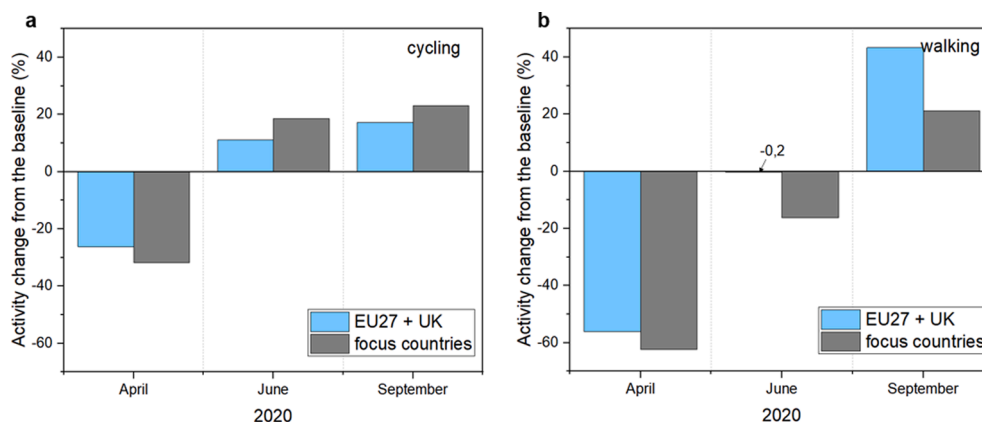 a
cycling
Activity change from the baseline (%)
40
20
0
-20
-40
-60
EU27 + UK
focus countries
April
June
September
2020
b
walking
Activity change from the baseline (%)
40
20
0
-20
-40
-60
-0,2
EU27 + UK
focus countries
April
June
September
2020